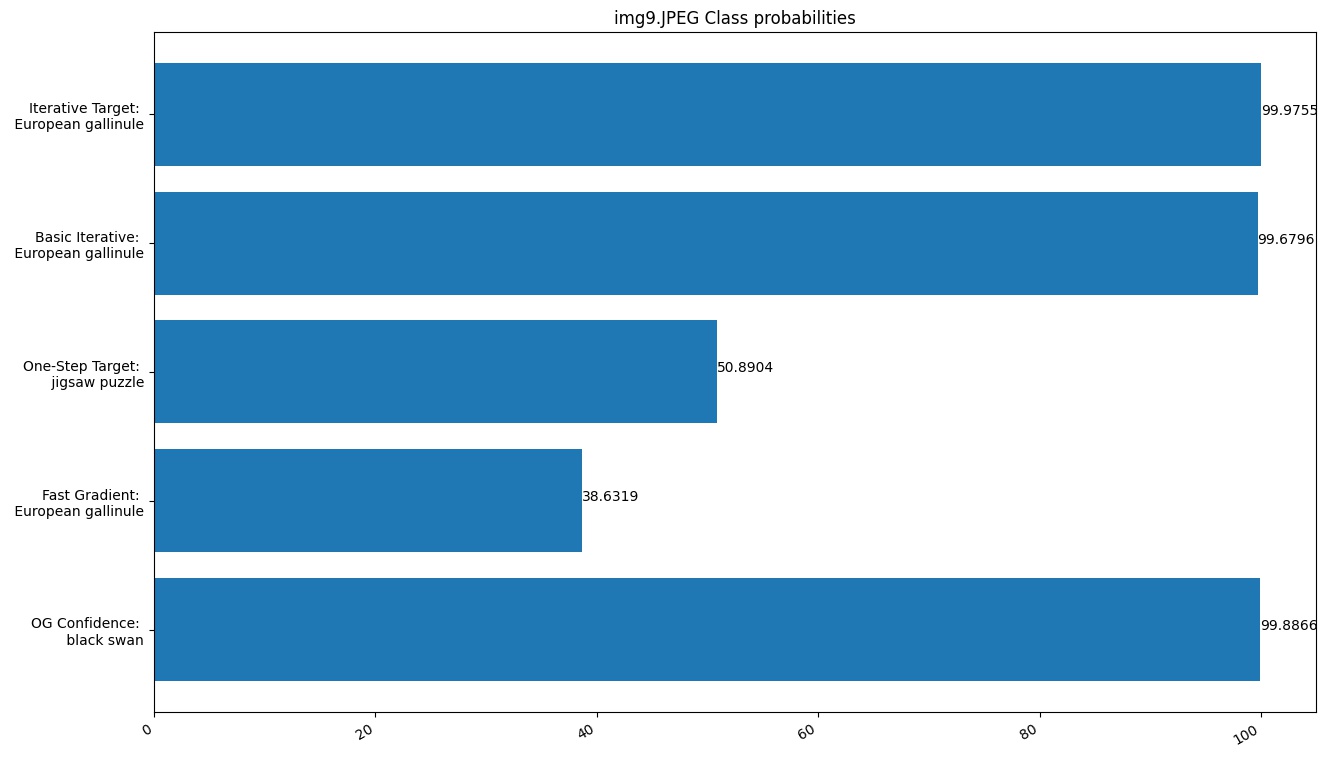 img9.JPEG Class probabilities
Iterative Target:
European gallinule
99.9755
Basic Iterative:
European gallinule
99.6796
One-Step Target:
jigsaw puzzle
50.8904
Fast Gradient:
European gallinule
38.6319
OG Confidence:
black swan
99.8866
0
20
40
60
80
100